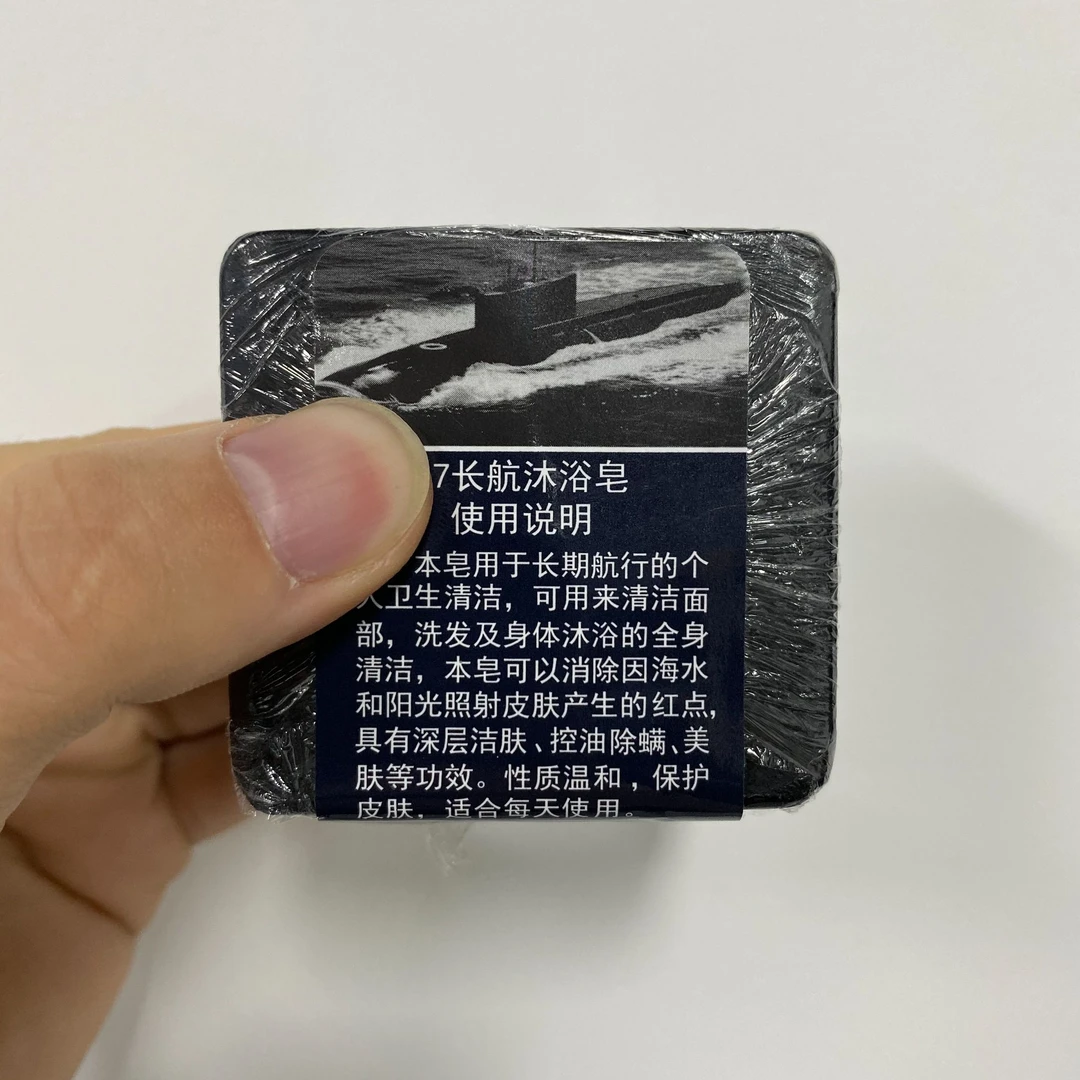 7长航沐浴皂
使用说明
本皂用于长期航行的个
人卫生清洁，可用来清洁面
部，洗发及身体沐浴的全身
清洁，本皂可以消除因海水
和阳光照射皮肤产生的红点，
具有深层洁肤、控油除螨、美
肤等功效。性质温和，保护
皮肤，适合每天使用。